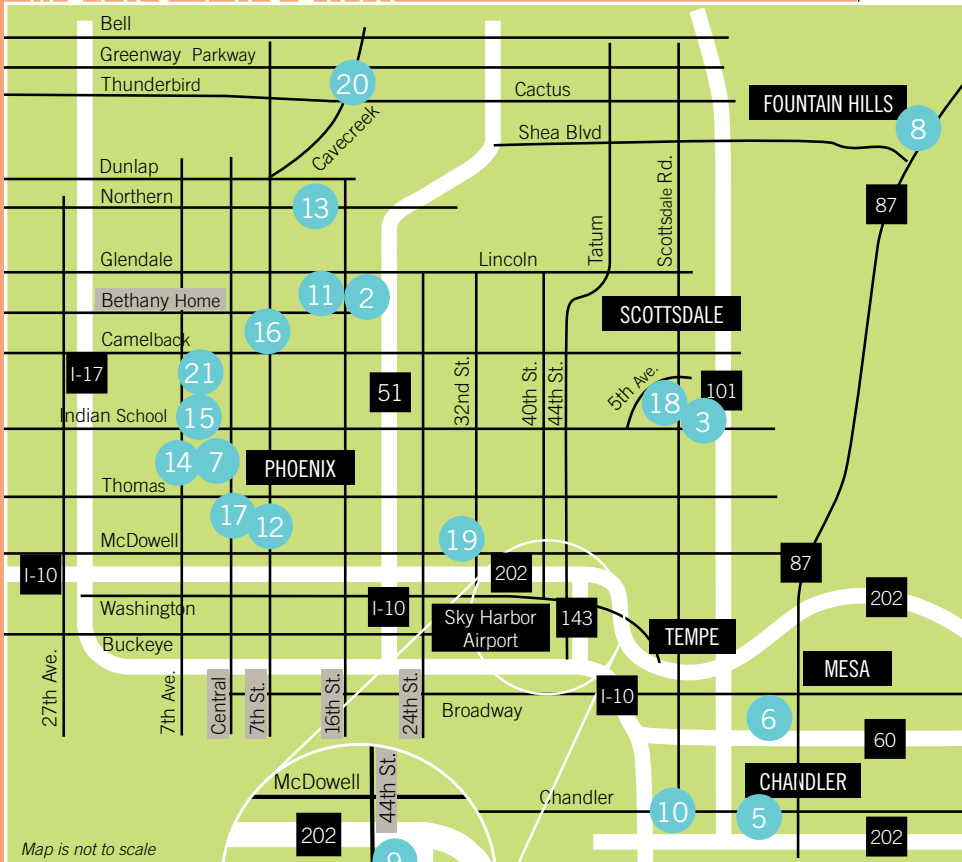 Bell
Greenway Parkway
Thunderbird
20
Cactus
FOUNTAIN HILLS
8
Cavecreek
Shea Blvd
Dunlap
Northern
13
87
Tatum
Scottsdale Rd.
Glendale
Lincoln
Bethany Home
11
2
SCOTTSDALE
16
Camelback
I-17
21
51
32nd St.
40th St.
44th St.
5th Ave.
18
101
3
Indian School
15
14
7
PHOENIX
Thomas
17
12
McDowell
19
I-10
202
87
Washington
I-10
Sky Harbor
Airport
143
202
TEMPE
Buckeye
MESA
27th Ave.
7th Ave.
Central
7th St.
16th St.
24th St.
I-10
Broadway
6
60
McDowell
44th St.
CHANDLER
Chandler
10
5
202
202
9
Map is not to scale